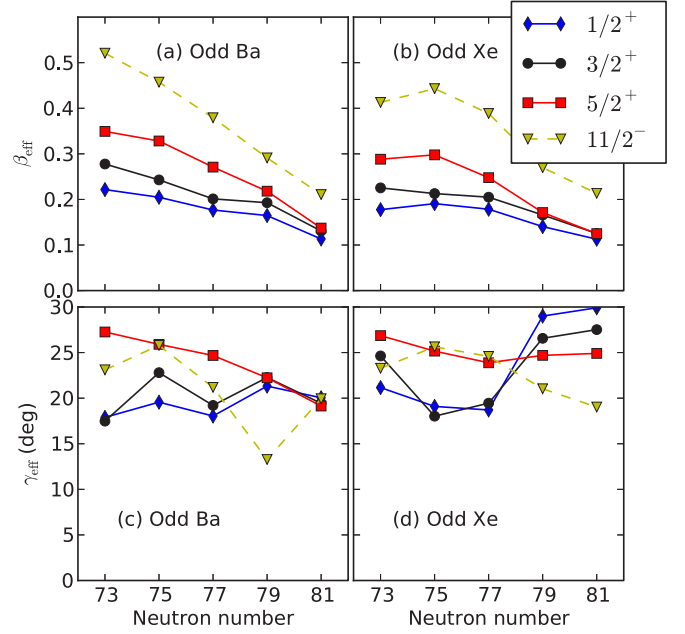 (a) Odd Ba
(b) Odd Xe
1/2⁺
3/2⁺
5/2⁺
11/2⁻
β_eff
0.5
0.4
0.3
0.2
0.1
0.0
(c) Odd Ba
(d) Odd Xe
γ_eff (deg)
30
25
20
15
10
5
0
73 75 77 79 81
73 75 77 79 81
Neutron number
Neutron number